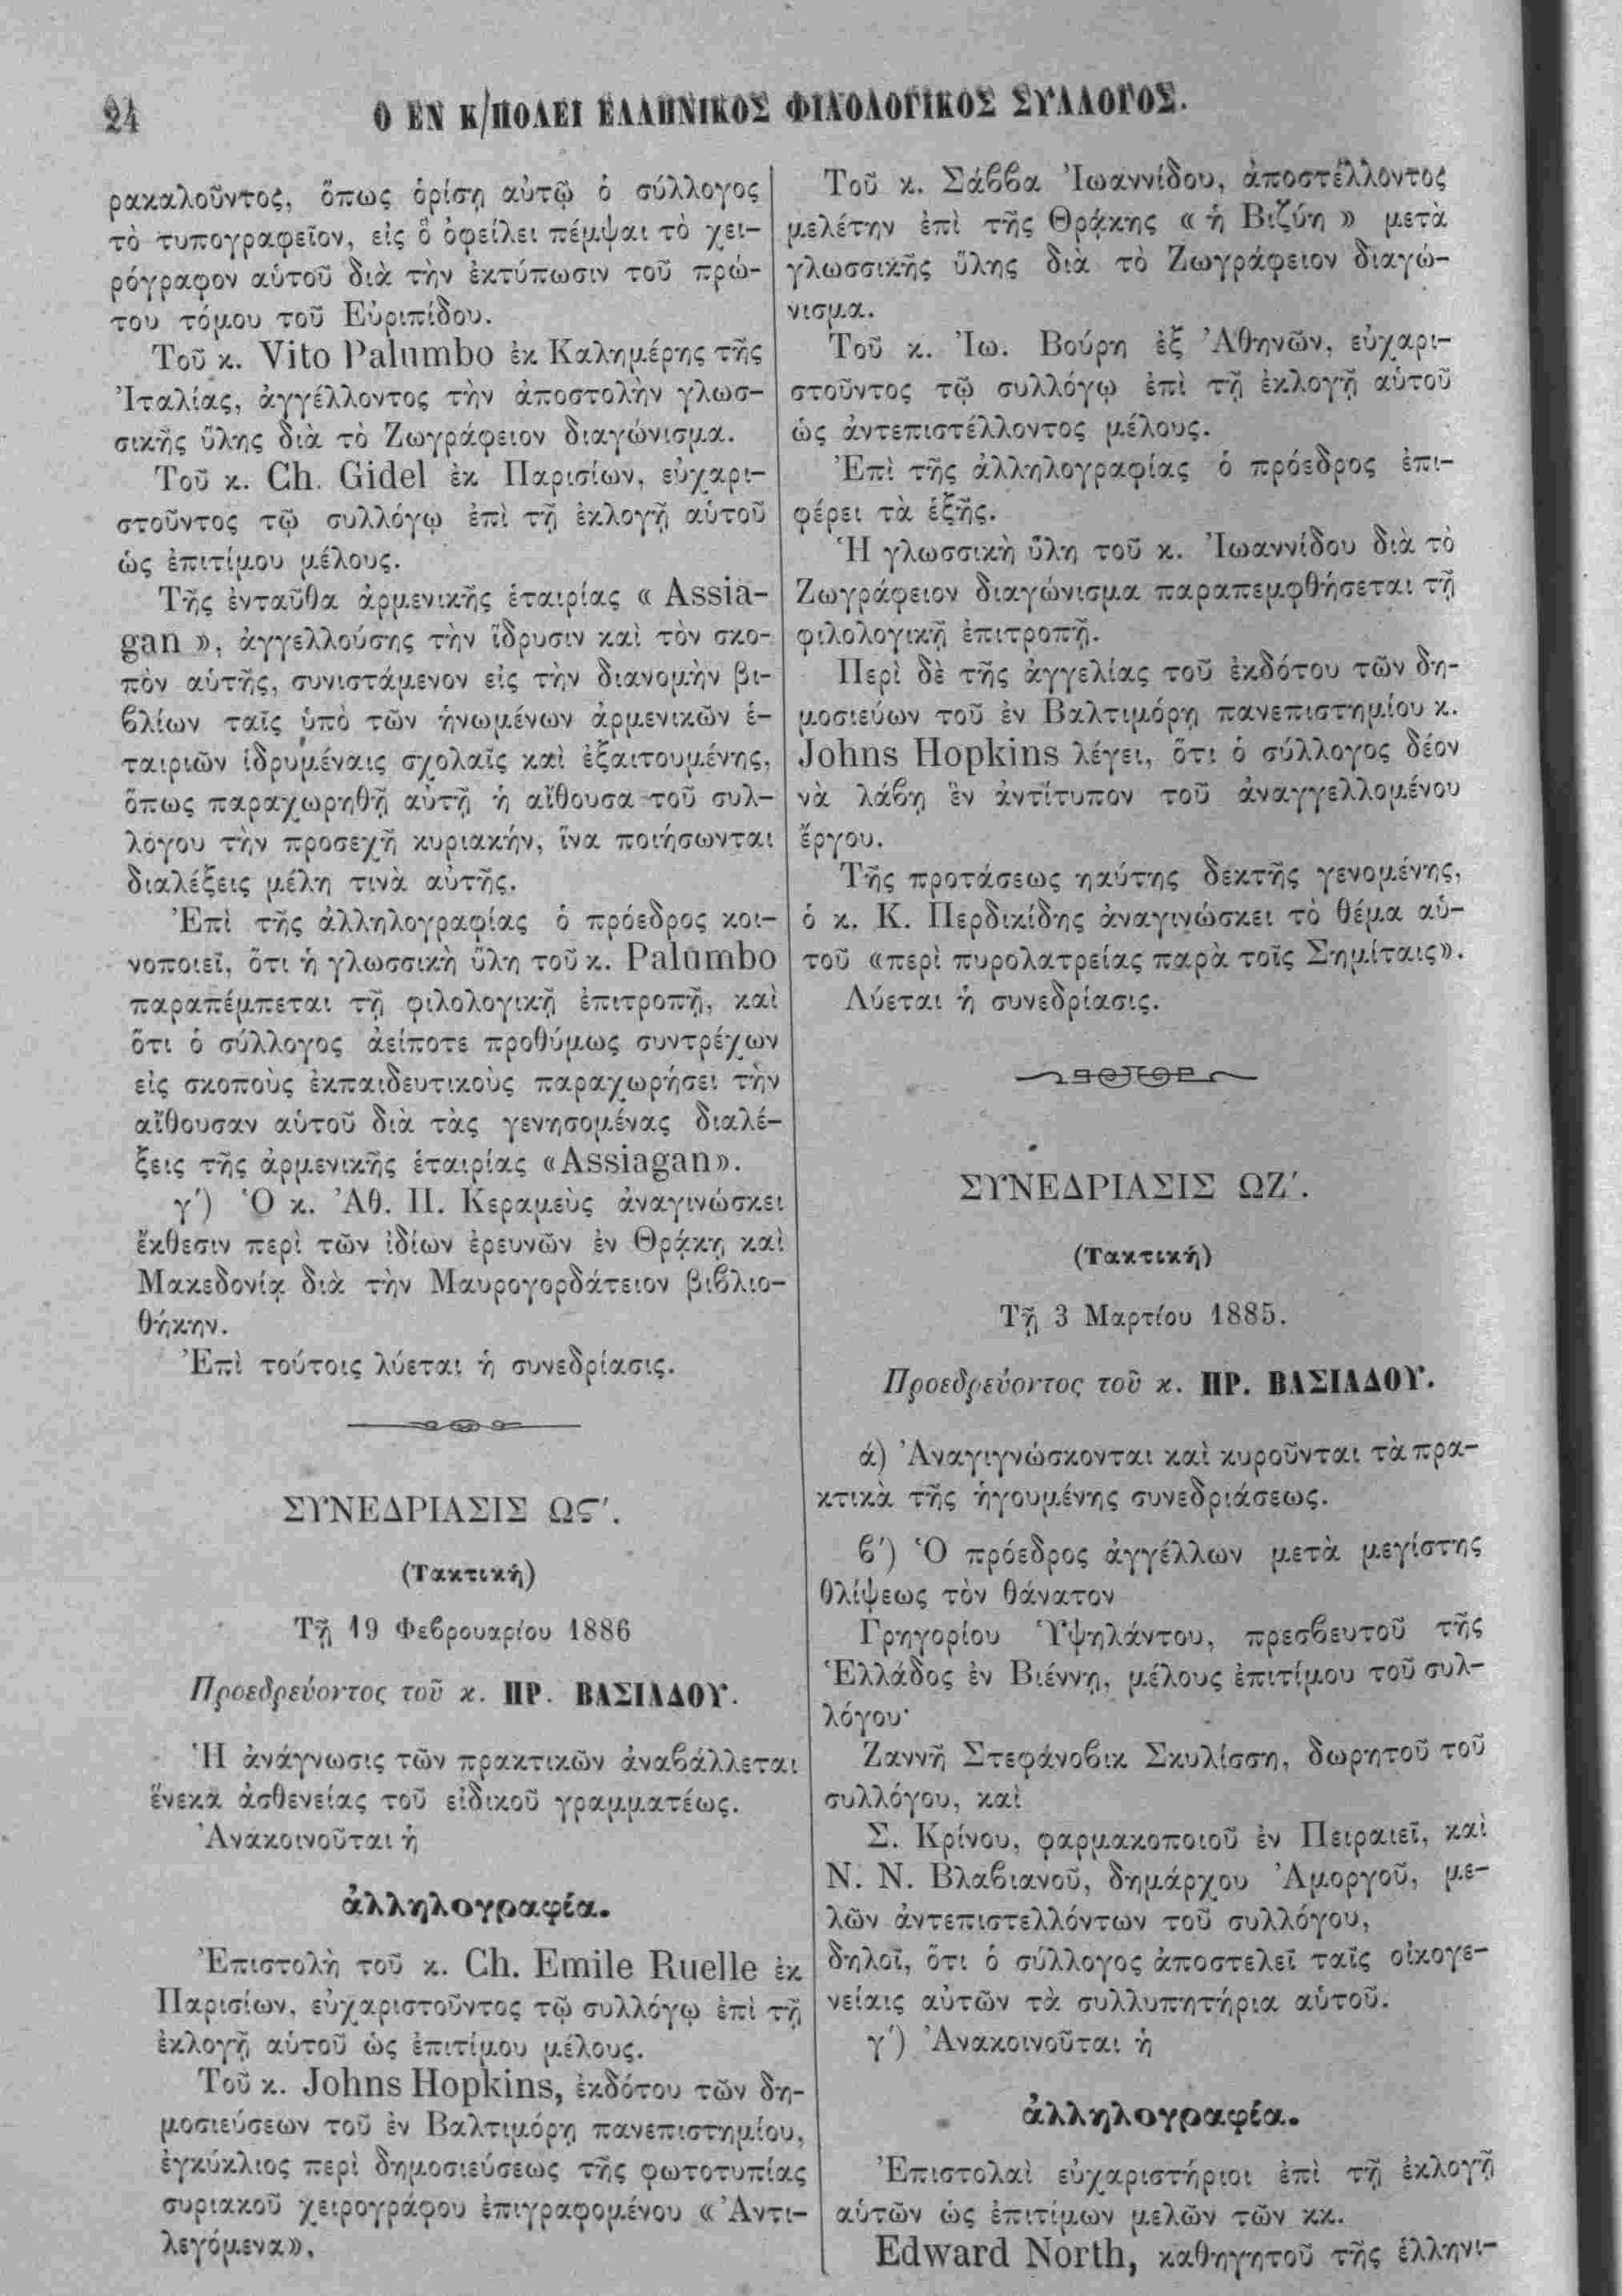 24
Ο ΕΝ Κ/ΠΟΛΕΙ ΕΛΛΗΝΙΚΟΣ ΦΙΛΟΛΟΓΙΚΟΣ ΣΥΛΛΟΓΟΣ.
ρακαλοῦντος, ὅπως ὁρίσῃ αὐτῷ ὁ σύλλογος
τὸ τυπογραφεῖον, εἰς ὃ ὀφείλει πέμψαι τὸ χει-
ρόγραφον αὑτοῦ διὰ τὴν ἐκτύπωσιν τοῦ πρώ-
του τόμου τοῦ Εὐριπίδου.
Τοῦ κ. Vito Palumbo ἐκ Καλημέρης τῆς
Ἰταλίας, ἀγγέλλοντος τὴν ἀποστολὴν γλωσ-
σικῆς ὕλης διὰ τὸ Ζωγράφειον διαγώνισμα.
Τοῦ κ. Ch. Gidel ἐκ Παρισίων, εὐχαρι-
στοῦντος τῷ συλλόγῳ ἐπὶ τῇ ἐκλογῇ αὑτοῦ
ὡς ἐπιτίμου μέλους.
Τῆς ἐνταῦθα ἀρμενικῆς ἑταιρίας « Assia-
gan », ἀγγελλούσης τὴν ἵδρυσιν καὶ τὸν σκο-
πὸν αὑτῆς, συνιστάμενον εἰς τὴν διανομὴν βι-
βλίων ταῖς ὑπὸ τῶν ἡνωμένων ἀρμενικῶν ἑ-
ταιριῶν ἱδρυμέναις σχολαῖς καὶ ἐξαιτουμένης,
ὅπως παραχωρηθῇ αὐτῇ ἡ αἴθουσα τοῦ συλ-
λόγου τὴν προσεχῆ κυριακήν, ἵνα ποιήσωνται
διαλέξεις μέλη τινὰ αὐτῆς.
Ἐπὶ τῆς ἀλληλογραφίας ὁ πρόεδρος κοι-
νοποιεῖ, ὅτι ἡ γλωσσικὴ ὕλη τοῦ κ. Palumbo
παραπέμπεται τῇ φιλολογικῇ ἐπιτροπῇ, καὶ
ὅτι ὁ σύλλογος ἀείποτε προθύμως συντρέχων
εἰς σκοποὺς ἐκπαιδευτικοὺς παραχωρήσει τὴν
αἴθουσαν αὑτοῦ διὰ τὰς γενησομένας διαλέ-
ξεις τῆς ἀρμενικῆς ἑταιρίας «Assiagan».
γ΄) Ὁ κ. Ἀθ. Π. Κεραμεὺς ἀναγινώσκει
ἔκθεσιν περὶ τῶν ἰδίων ἐρευνῶν ἐν Θρᾴκῃ καὶ
Μακεδονίᾳ διὰ τὴν Μαυρογορδάτειον βιβλιο-
θήκην.
Ἐπὶ τούτοις λύεται ἡ συνεδρίασις.
ΣΥΝΕΔΡΙΑΣΙΣ ΩϚ΄.
(Τακτική)
Τῇ 19 Φεβρουαρίου 1886
Προεδρεύοντος τοῦ κ. ΗΡ. ΒΑΣΙΑΔΟΥ.
Ἡ ἀνάγνωσις τῶν πρακτικῶν ἀναβάλλεται
ἕνεκα ἀσθενείας τοῦ εἰδικοῦ γραμματέως.
Ἀνακοινοῦται ἡ
ἀλληλογραφία.
Ἐπιστολὴ τοῦ κ. Ch. Emile Ruelle ἐκ
Παρισίων, εὐχαριστοῦντος τῷ συλλόγῳ ἐπὶ τῇ
ἐκλογῇ αὑτοῦ ὡς ἐπιτίμου μέλους.
Τοῦ κ. Johns Hopkins, ἐκδότου τῶν δη-
μοσιεύσεων τοῦ ἐν Βαλτιμόρῃ πανεπιστημίου,
ἐγκύκλιος περὶ δημοσιεύσεως τῆς φωτοτυπίας
συριακοῦ χειρογράφου ἐπιγραφομένου « Ἀντι-
λεγόμενα».
Τοῦ κ. Σάββα Ἰωαννίδου, ἀποστέλλοντος
μελέτην ἐπὶ τῆς Θρᾴκης « ἡ Βιζύη » μετὰ
γλωσσικῆς ὕλης διὰ τὸ Ζωγράφειον διαγώ-
νισμα.
Τοῦ κ. Ἰω. Βούρη ἐξ Ἀθηνῶν, εὐχαρι-
στοῦντος τῷ συλλόγῳ ἐπὶ τῇ ἐκλογῇ αὑτοῦ
ὡς ἀντεπιστέλλοντος μέλους.
Ἐπὶ τῆς ἀλληλογραφίας ὁ πρόεδρος ἐπι-
φέρει τὰ ἑξῆς.
Ἡ γλωσσικὴ ὕλη τοῦ κ. Ἰωαννίδου διὰ τὸ
Ζωγράφειον διαγώνισμα παραπεμφθήσεται τῇ
φιλολογικῇ ἐπιτροπῇ.
Περὶ δὲ τῆς ἀγγελίας τοῦ ἐκδότου τῶν δη-
μοσιεύων τοῦ ἐν Βαλτιμόρῃ πανεπιστημίου κ.
Johns Hopkins λέγει, ὅτι ὁ σύλλογος δέον
νὰ λάβῃ ἓν ἀντίτυπον τοῦ ἀναγγελλομένου
ἔργου.
Τῆς προτάσεως ηαύτης δεκτῆς γενομένης,
ὁ κ. Κ. Περδικίδης ἀναγινώσκει τὸ θέμα αὑ-
τοῦ «περὶ πυρολατρείας παρὰ τοῖς Σημίταις».
Λύεται ἡ συνεδρίασις.
ΣΥΝΕΔΡΙΑΣΙΣ ΩΖ΄.
(Τακτική)
Τῇ 3 Μαρτίου 1885.
Προεδρεύοντος τοῦ κ. ΗΡ. ΒΑΣΙΑΔΟΥ.
ά) Ἀναγιγνώσκονται καὶ κυροῦνται τὰ πρα-
κτικὰ τῆς ἡγουμένης συνεδριάσεως.
β΄) Ὁ πρόεδρος ἀγγέλλων μετὰ μεγίστης
θλίψεως τὸν θάνατον
Γρηγορίου Ὑψηλάντου, πρεσβευτοῦ τῆς
Ἑλλάδος ἐν Βιέννῃ, μέλους ἐπιτίμου τοῦ συλ-
λόγου·
Ζαννῆ Στεφάνοβικ Σκυλίσση, δωρητοῦ τοῦ
συλλόγου, καὶ
Σ. Κρίνου, φαρμακοποιοῦ ἐν Πειραιεῖ, καὶ
Ν. Ν. Βλαβιανοῦ, δημάρχου Ἀμοργοῦ, με-
λῶν ἀντεπιστελλόντων τοῦ συλλόγου,
δηλοῖ, ὅτι ὁ σύλλογος ἀποστελεῖ ταῖς οἰκογε-
νείαις αὐτῶν τὰ συλλυπητήρια αὑτοῦ.
γ΄) Ἀνακοινοῦται ἡ
ἀλληλογραφία.
Ἐπιστολαὶ εὐχαριστήριοι ἐπὶ τῇ ἐκλογῇ
αὑτῶν ὡς ἐπιτίμων μελῶν τῶν κκ.
Edward North, καθηγητοῦ τῆς ἑλληνι-